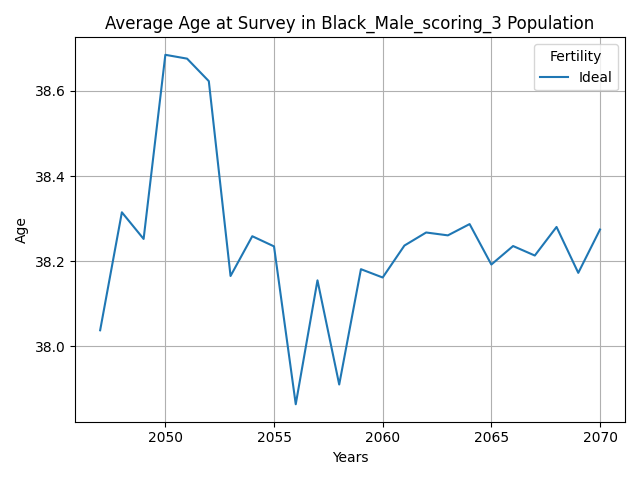 Average Age at Survey in Black_Male_scoring_3 Population
Fertility
Ideal
38.6
38.4
38.2
38.0
Age
2050 2055 2060 2065 2070
Years